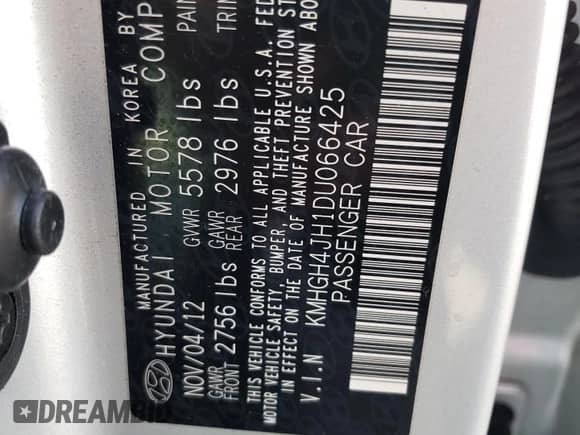 MANUFACTURED IN KOREA BY
HYUNDAI MOTOR COMP
NOV/04/12 GVWR 5578 lbs PAIN
GAWR FRONT 2756 lbs GAWR REAR 2976 lbs TRIM
THIS VEHICLE CONFORMS TO ALL APPLICABLE U.S.A. FED
MOTOR VEHICLE SAFETY, BUMPER, AND THEFT PREVENTION ST
IN EFFECT ON THE DATE OF MANUFACTURE SHOWN ABO
V.I.N KMHGH4JH1DU066425
PASSENGER CAR
DREAMBID